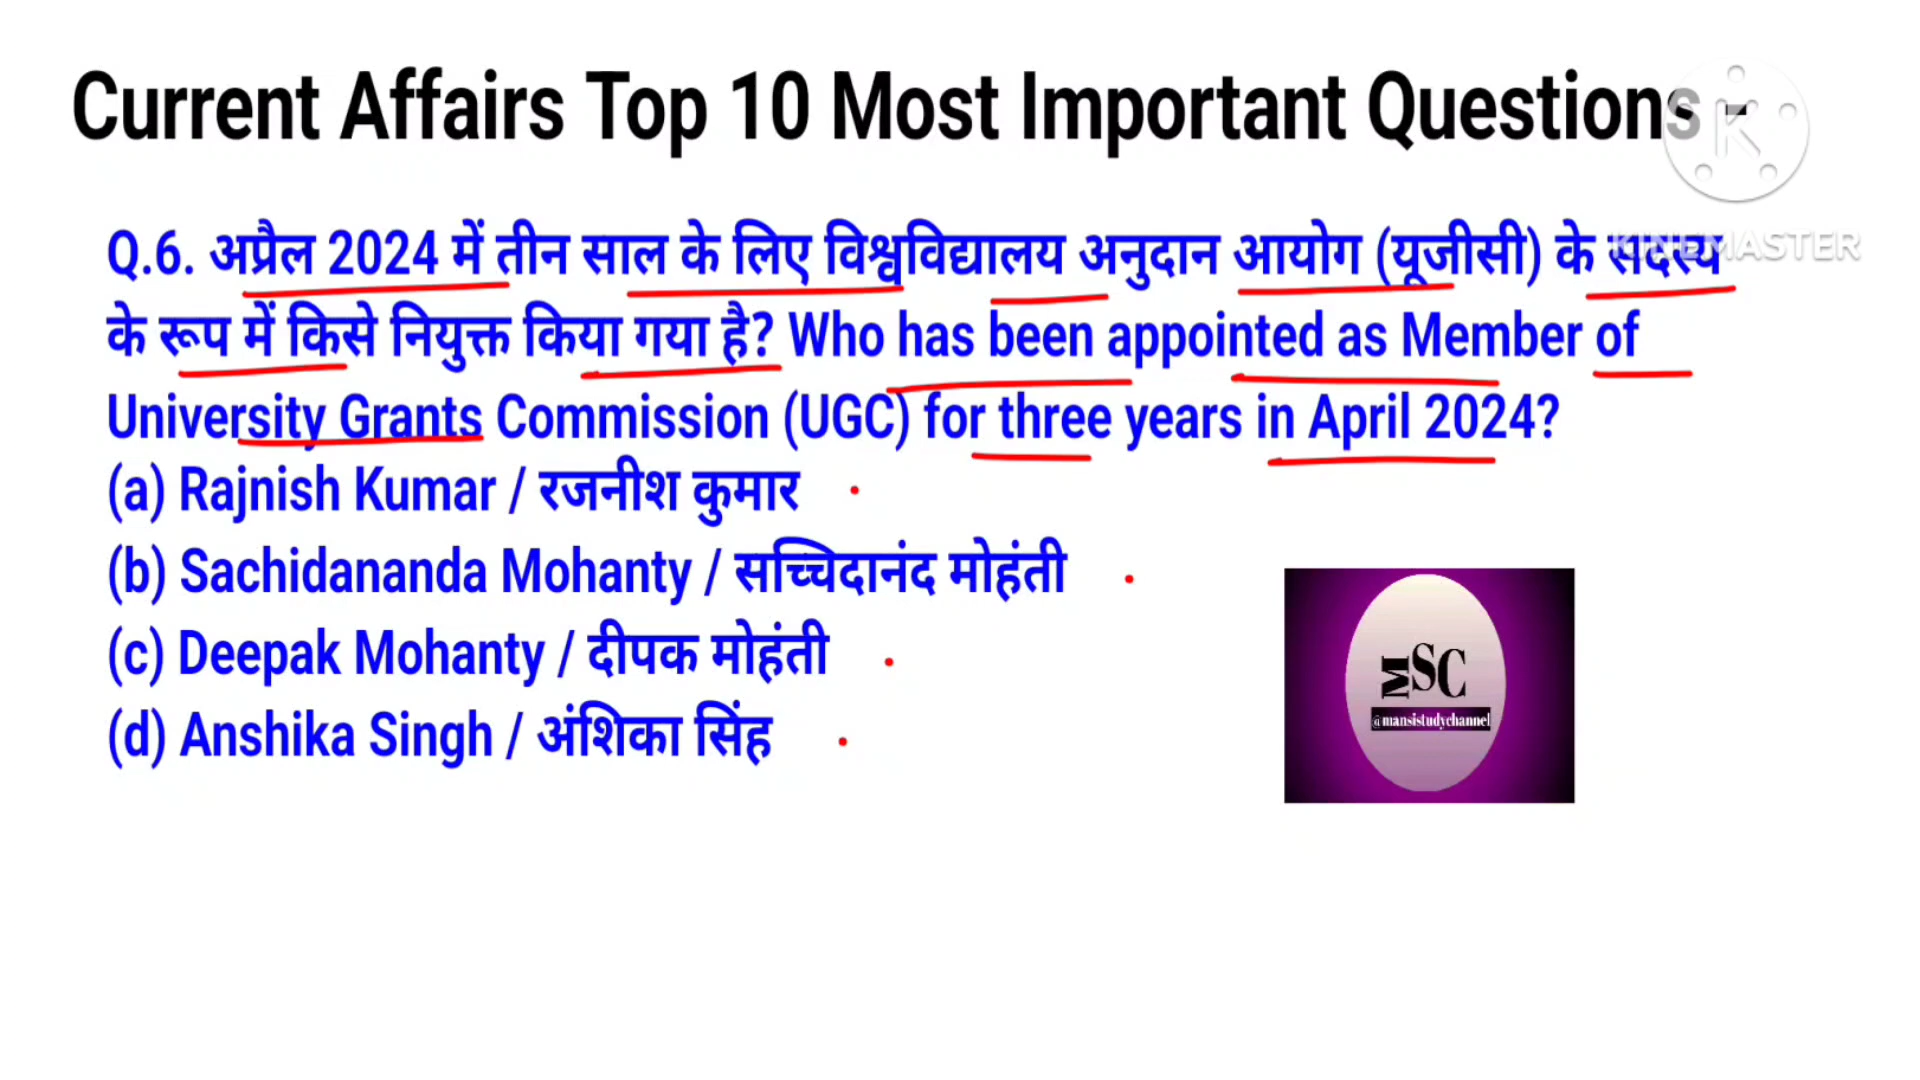 Current Affairs Top 10 Most Important Questions -
KINEMASTER
Q.6. अप्रैल 2024 में तीन साल के लिए विश्वविद्यालय अनुदान आयोग (यूजीसी) के सदस्य
के रूप में किसे नियुक्त किया गया है? Who has been appointed as Member of
University Grants Commission (UGC) for three years in April 2024?
(a) Rajnish Kumar / रजनीश कुमार
(b) Sachidananda Mohanty / सच्चिदानंद मोहंती
(c) Deepak Mohanty / दीपक मोहंती
(d) Anshika Singh / अंशिका सिंह
MSC
@mansistudychannel